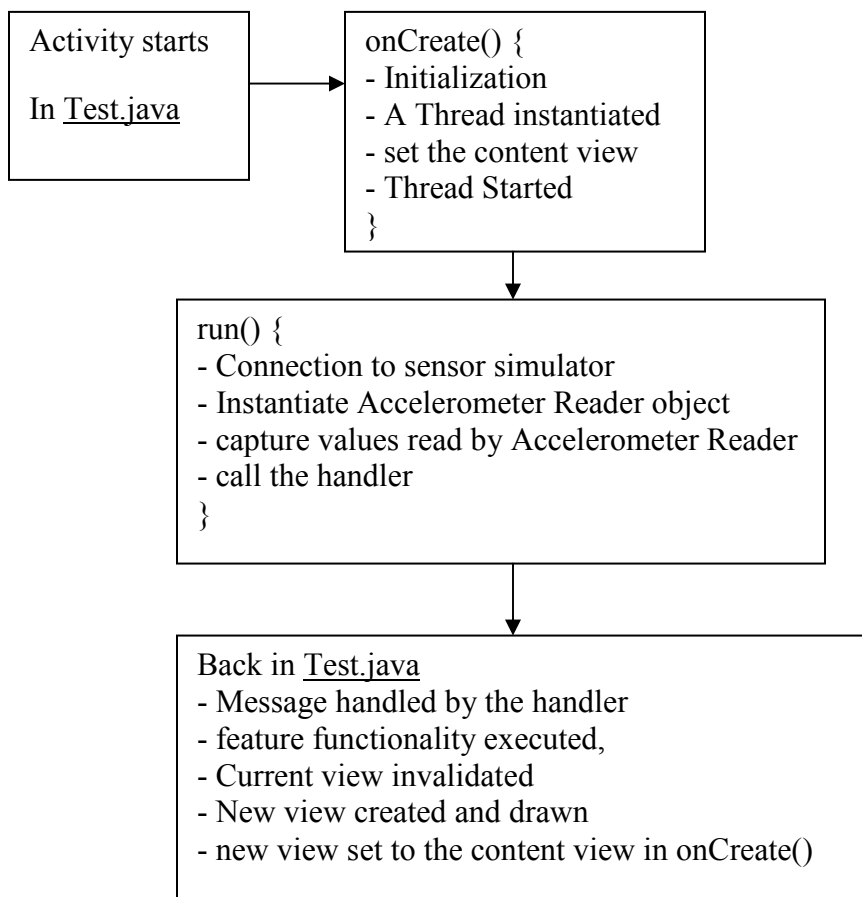 Activity starts
In Test.java
onCreate() {
- Initialization
- A Thread instantiated
- set the content view
- Thread Started
}
run() {
- Connection to sensor simulator
- Instantiate Accelerometer Reader object
- capture values read by Accelerometer Reader
- call the handler
}
Back in Test.java
- Message handled by the handler
- feature functionality executed,
- Current view invalidated
- New view created and drawn
- new view set to the content view in onCreate()